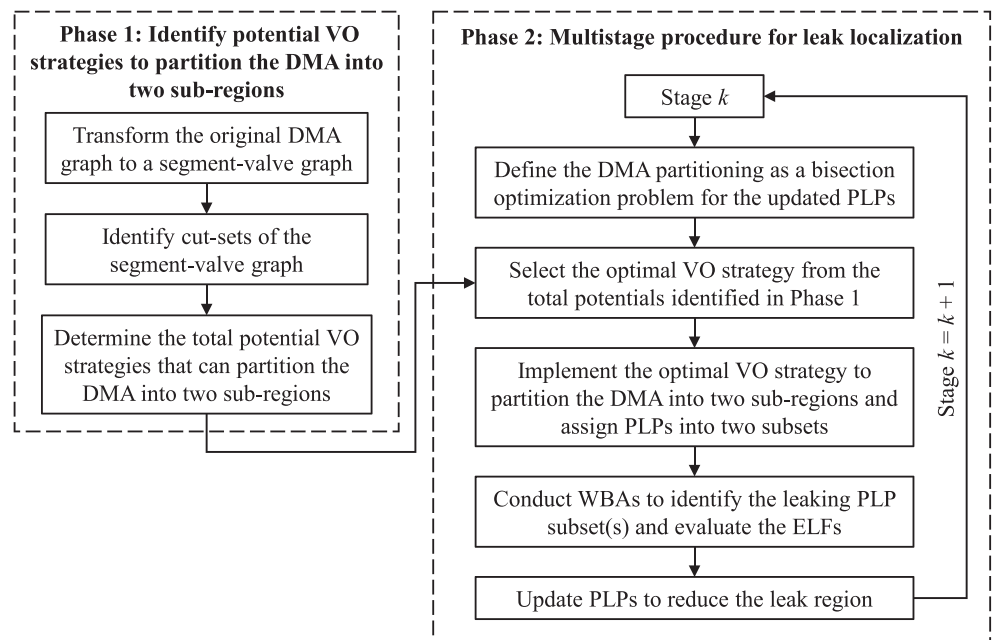 Phase 1: Identify potential VO
strategies to partition the DMA into
two sub-regions
Transform the original DMA
graph to a segment-valve graph
Identify cut-sets of the
segment-valve graph
Determine the total potential VO
strategies that can partition the
DMA into two sub-regions
Phase 2: Multistage procedure for leak localization
Stage k
Define the DMA partitioning as a bisection
optimization problem for the updated PLPs
Select the optimal VO strategy from the
total potentials identified in Phase 1
Implement the optimal VO strategy to
partition the DMA into two sub-regions and
assign PLPs into two subsets
Conduct WBAs to identify the leaking PLP
subset(s) and evaluate the ELFs
Update PLPs to reduce the leak region
Stage k = k + 1